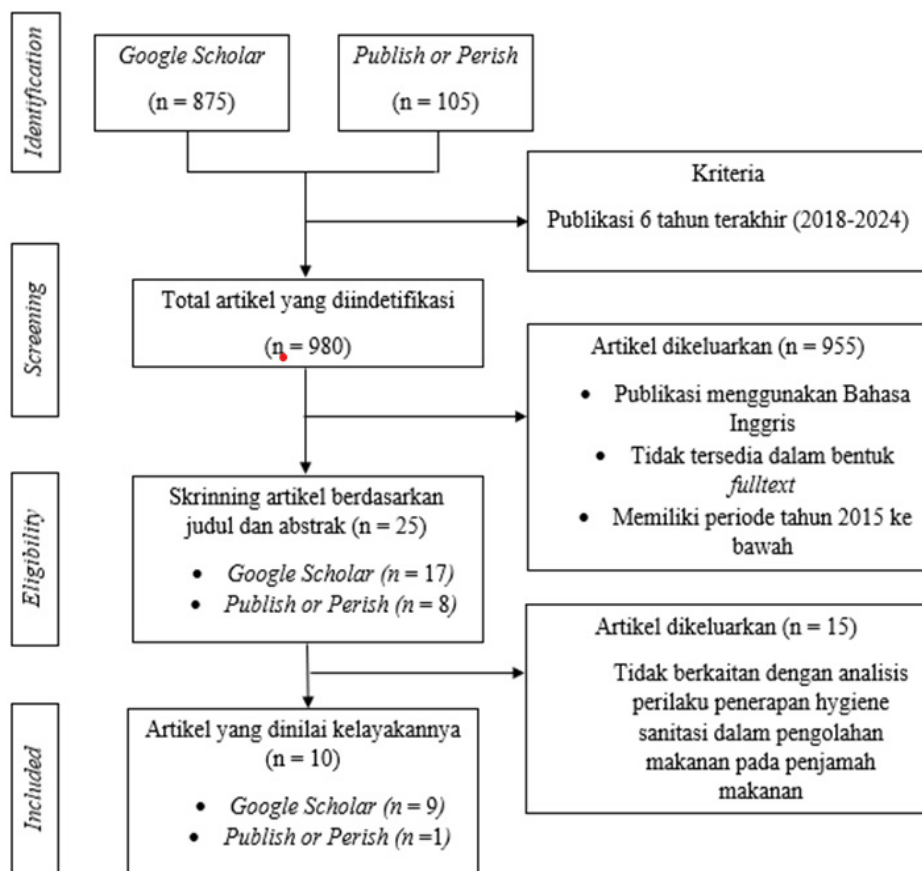 Identification
Google Scholar
(n = 875)
Publish or Perish
(n = 105)
Kriteria
Publikasi 6 tahun terakhir (2018-2024)
Screening
Total artikel yang diindetifikasi
(n = 980)
Artikel dikeluarkan (n = 955)
• Publikasi menggunakan Bahasa
Inggris
• Tidak tersedia dalam bentuk
fulltext
• Memiliki periode tahun 2015 ke
bawah
Eligibility
Skrinning artikel berdasarkan
judul dan abstrak (n = 25)
• Google Scholar (n = 17)
• Publish or Perish (n = 8)
Artikel dikeluarkan (n = 15)
Tidak berkaitan dengan analisis
perilaku penerapan hygiene
sanitasi dalam pengolahan
makanan pada penjamah
makanan
Included
Artikel yang dinilai kelayakannya
(n = 10)
• Google Scholar (n = 9)
• Publish or Perish (n =1)